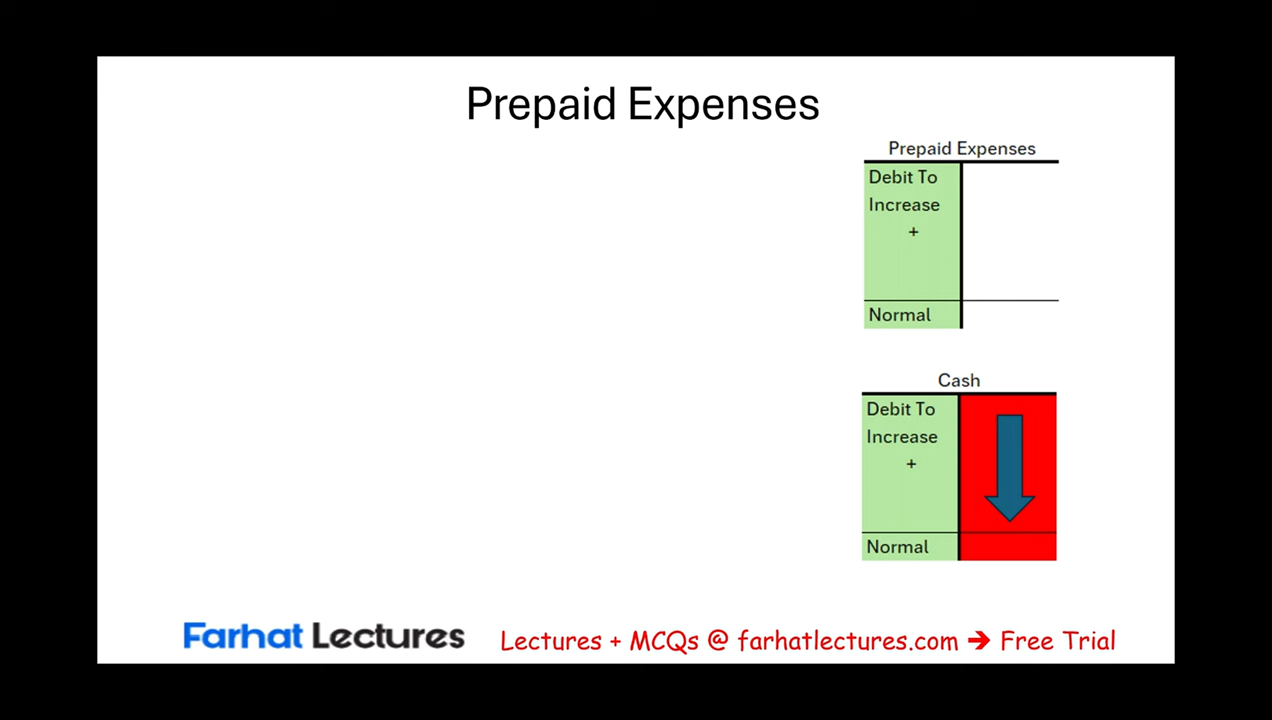 Prepaid Expenses
Prepaid Expenses
Debit To
Increase
+
Normal
Cash
Debit To
Increase
+
Normal
Farhat Lectures
Lectures + MCQs @ farhatlectures.com ➔ Free Trial